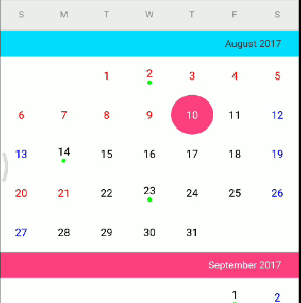 S M T W T F S
August 2017
1 2 3 4 5
6 7 8 9 10 11 12
13 14 15 16 17 18 19
20 21 22 23 24 25 26
27 28 29 30 31
September 2017
1 2